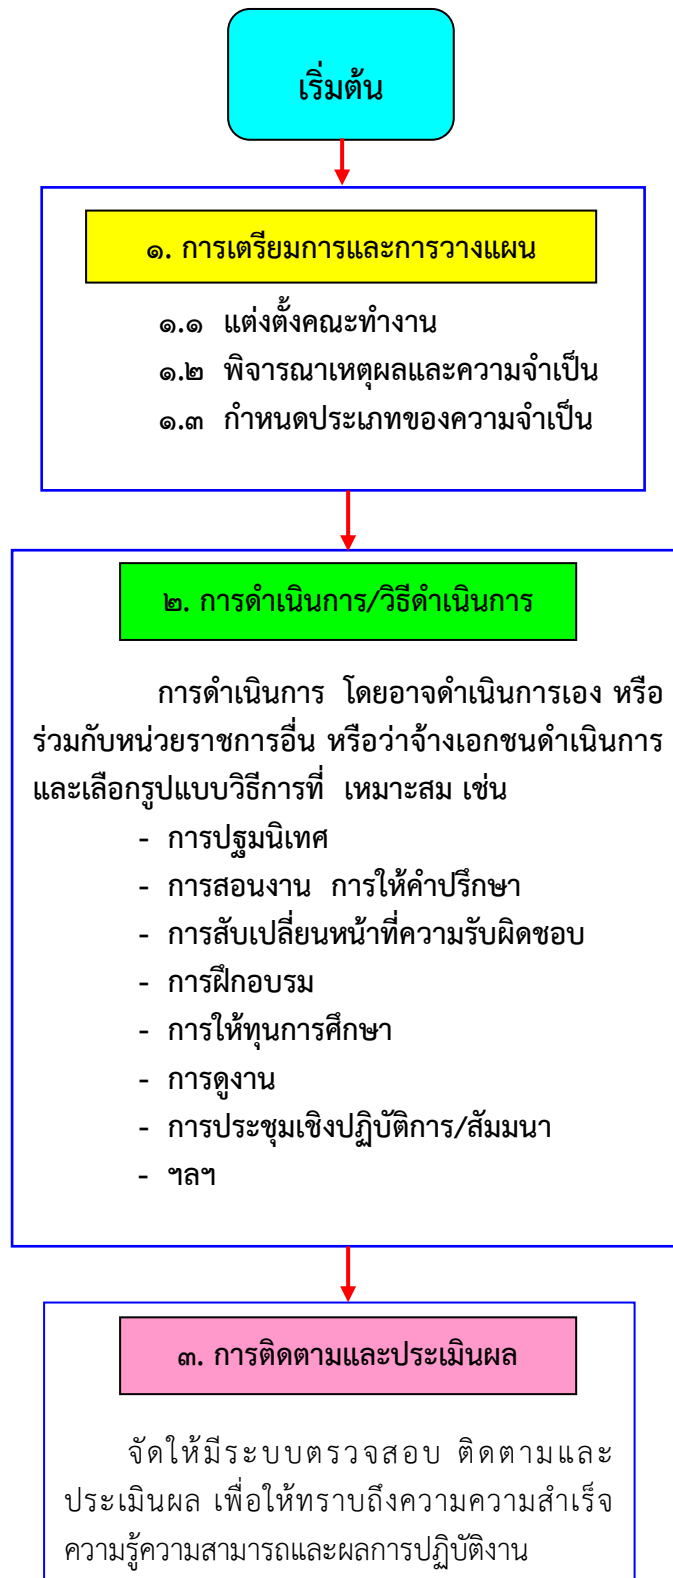 เริ่มต้น
๑. การเตรียมการและการวางแผน
๑.๑ แต่งตั้งคณะทำงาน
๑.๒ พิจารณาเหตุผลและความจำเป็น
๑.๓ กำหนดประเภทของความจำเป็น
๒. การดำเนินการ/วิธีดำเนินการ
การดำเนินการ โดยอาจดำเนินการเอง หรือ
ร่วมกับหน่วยราชการอื่น หรือว่าจ้างเอกชนดำเนินการ
และเลือกรูปแบบวิธีการที่ เหมาะสม เช่น
- การปฐมนิเทศ
- การสอนงาน การให้คำปรึกษา
- การสับเปลี่ยนหน้าที่ความรับผิดชอบ
- การฝึกอบรม
- การให้ทุนการศึกษา
- การดูงาน
- การประชุมเชิงปฏิบัติการ/สัมมนา
- ฯลฯ
๓. การติดตามและประเมินผล
จัดให้มีระบบตรวจสอบ ติดตามและ
ประเมินผล เพื่อให้ทราบถึงความความสำเร็จ
ความรู้ความสามารถและผลการปฏิบัติงาน